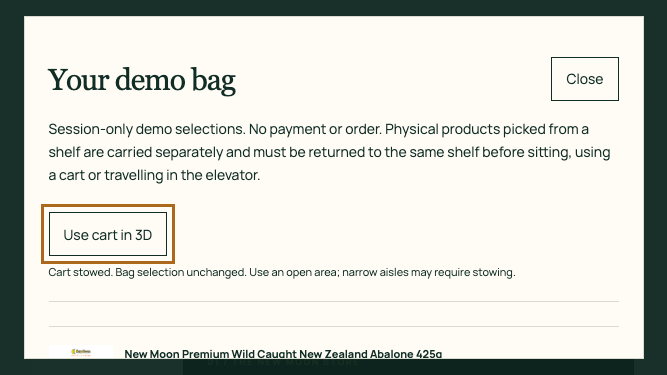 Your demo bag
Close
Session-only demo selections. No payment or order. Physical products picked from a
shelf are carried separately and must be returned to the same shelf before sitting, using
a cart or travelling in the elevator.
Use cart in 3D
Cart stowed. Bag selection unchanged. Use an open area; narrow aisles may require stowing.
New Moon Premium Wild Caught New Zealand Abalone 425g